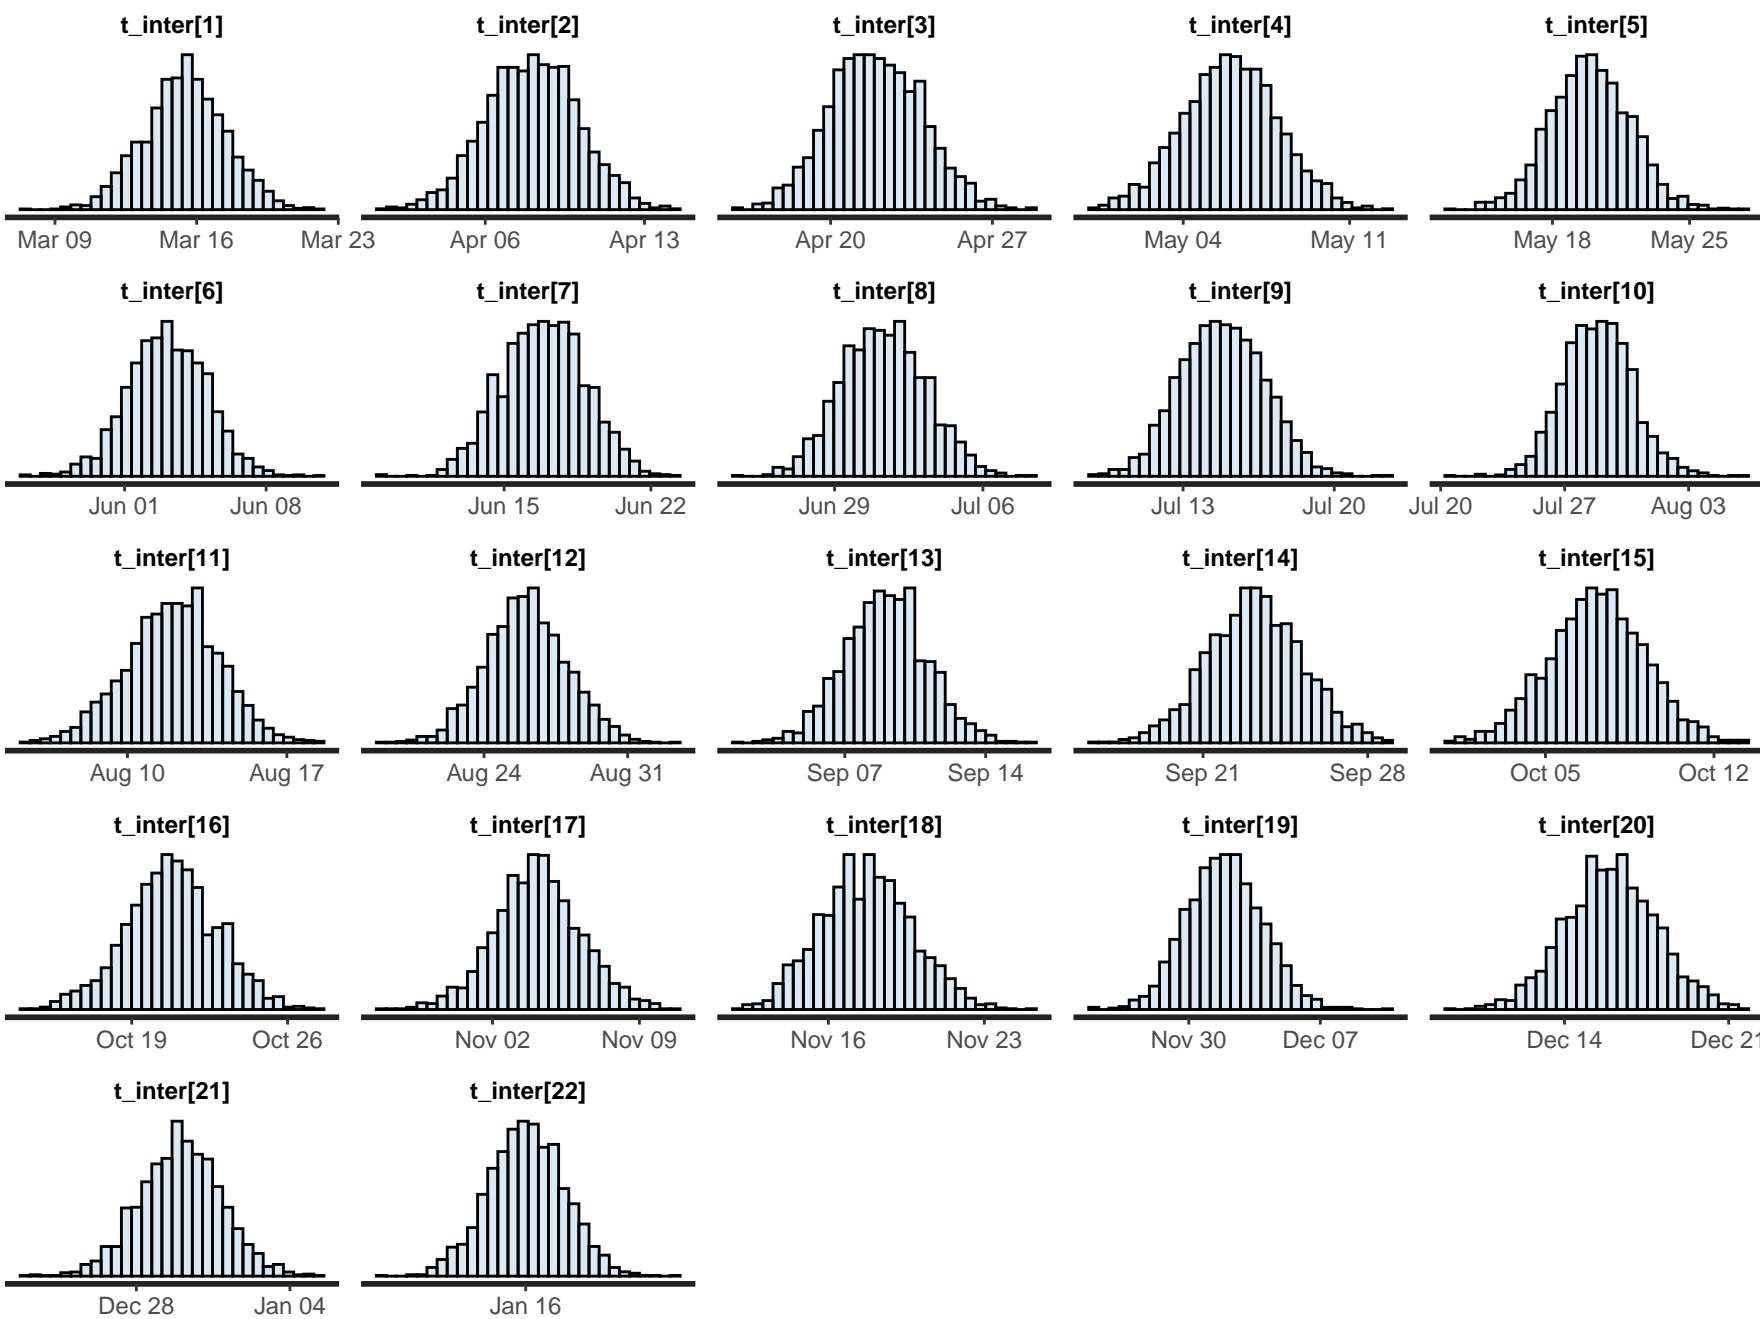 t_inter[1] t_inter[2] t_inter[3] t_inter[4] t_inter[5]
Mar 09 Mar 16 Mar 23 Apr 06 Apr 13 Apr 20 Apr 27 May 04 May 11 May 18 May 25
t_inter[6] t_inter[7] t_inter[8] t_inter[9] t_inter[10]
Jun 01 Jun 08 Jun 15 Jun 22 Jun 29 Jul 06 Jul 13 Jul 20 Jul 20 Jul 27 Aug 03
t_inter[11] t_inter[12] t_inter[13] t_inter[14] t_inter[15]
Aug 10 Aug 17 Aug 24 Aug 31 Sep 07 Sep 14 Sep 21 Sep 28 Oct 05 Oct 12
t_inter[16] t_inter[17] t_inter[18] t_inter[19] t_inter[20]
Oct 19 Oct 26 Nov 02 Nov 09 Nov 16 Nov 23 Nov 30 Dec 07 Dec 14 Dec 21
t_inter[21] t_inter[22]
Dec 28 Jan 04 Jan 16